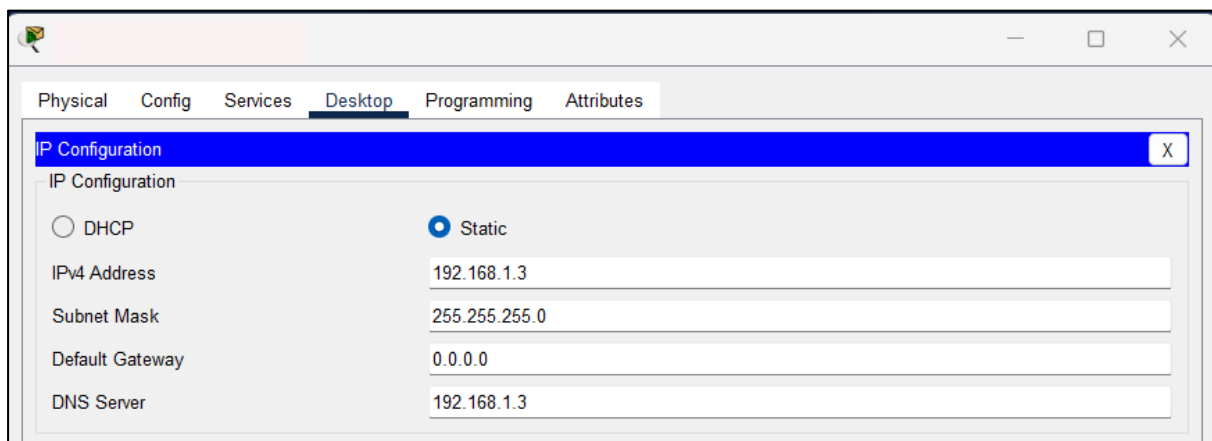 Physical Config Services Desktop Programming Attributes
IP Configuration X
IP Configuration
DHCP Static
IPv4 Address 192.168.1.3
Subnet Mask 255.255.255.0
Default Gateway 0.0.0.0
DNS Server 192.168.1.3